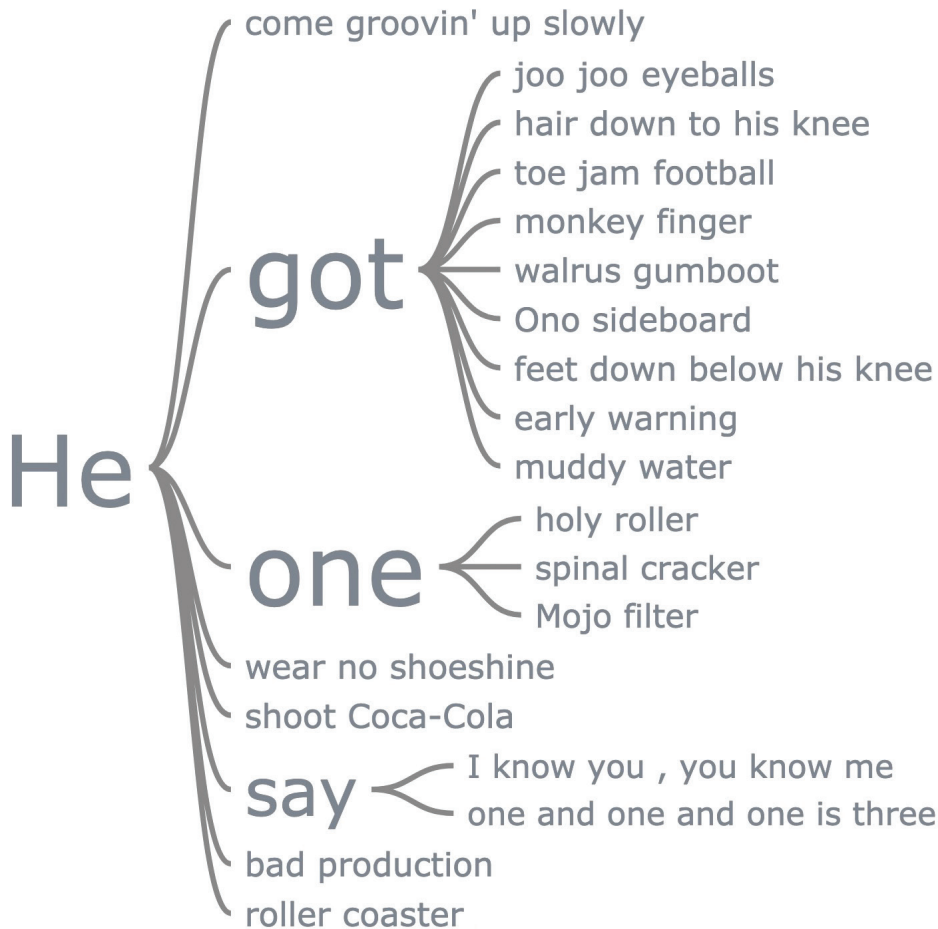 come groovin' up slowly
joo joo eyeballs
hair down to his knee
toe jam football
monkey finger
got
walrus gumboot
Ono sideboard
feet down below his knee
early warning
muddy water
He
holy roller
one
spinal cracker
Mojo filter
wear no shoeshine
shoot Coca-Cola
I know you , you know me
say
one and one and one is three
bad production
roller coaster